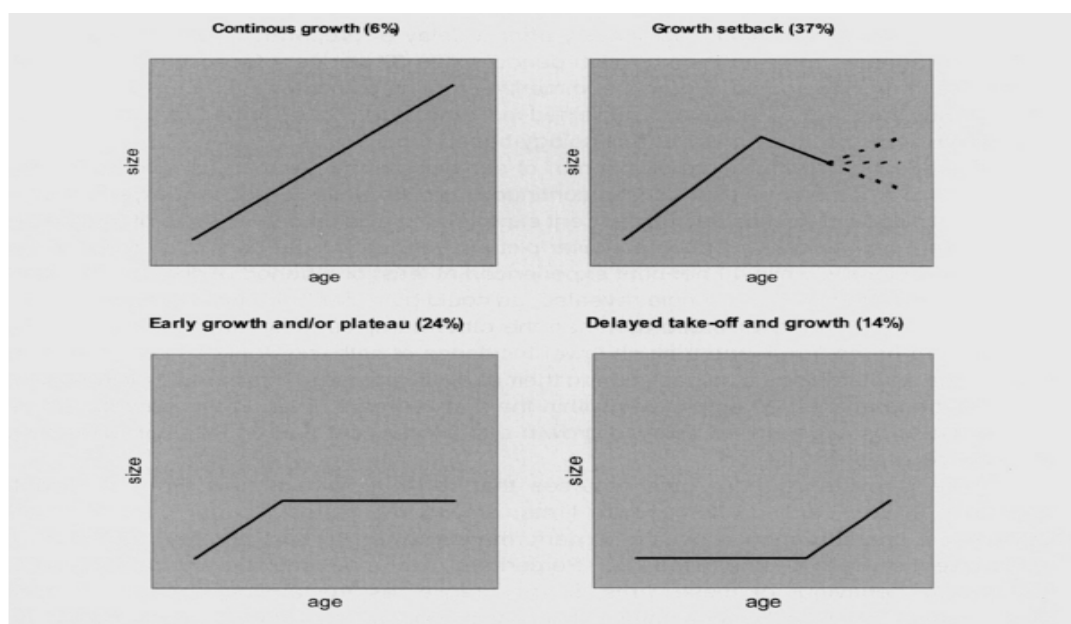 Continous growth (6%)
Growth setback (37%)
size
size
age
age
Early growth and/or plateau (24%)
Delayed take-off and growth (14%)
size
size
age
age